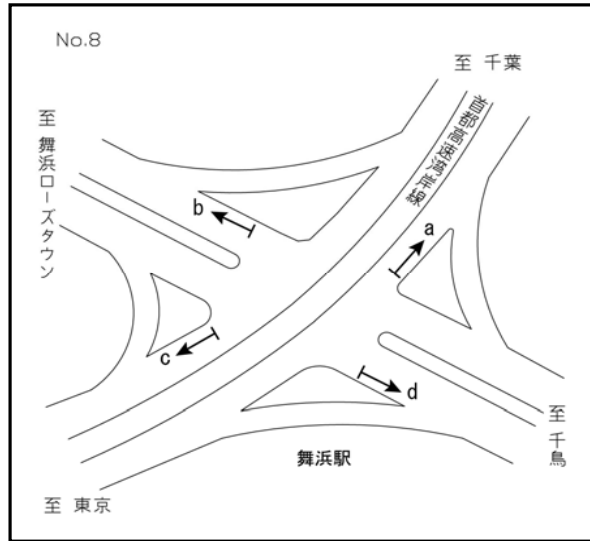 No.8
至 千葉
至 舞浜ローズタウン
首都高速湾岸線
b
a
c
d
至 千鳥
舞浜駅
至 東京